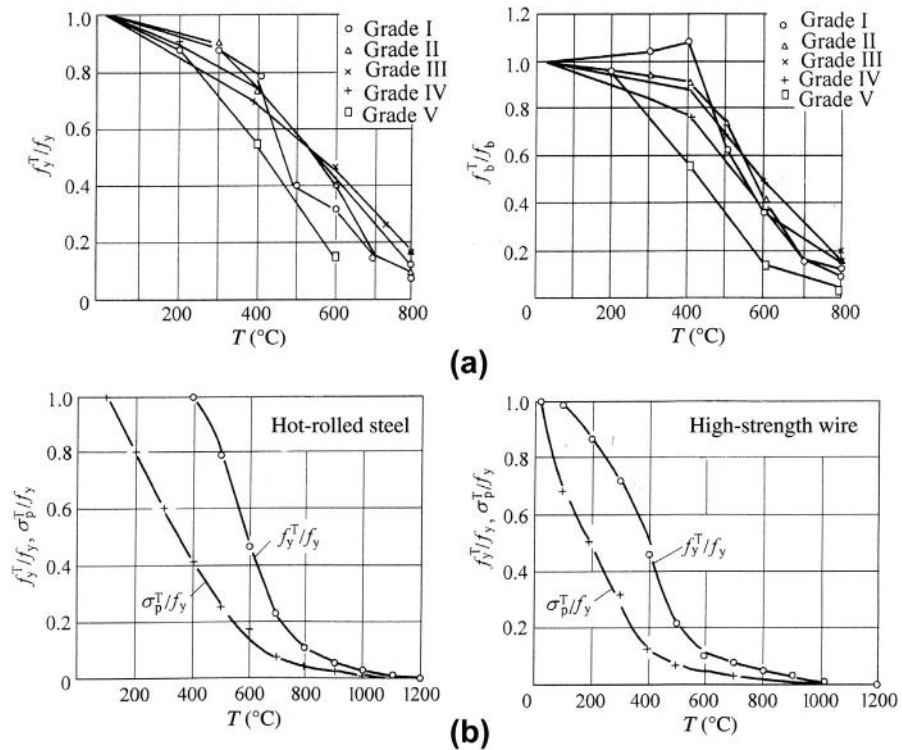 1.0
0.8
0.6
0.4
0.2
0
f_y^T/f_y
Grade I
Grade II
Grade III
Grade IV
Grade V
200 400 600 800
T (°C)
1.2
1.0
0.8
0.6
0.4
0.2
f_b^T/f_b
Grade I
Grade II
Grade III
Grade IV
Grade V
0 200 400 600 800
T (°C)
(a)
1.0
0.8
0.6
0.4
0.2
0
f_y^T/f_y, σ_p^T/f_y
Hot-rolled steel
f_y^T/f_y
σ_p^T/f_y
200 400 600 800 1000 1200
T (°C)
1.0
0.8
0.6
0.4
0.2
f_y^T/f_y, σ_p^T/f_y
High-strength wire
f_y^T/f_y
σ_p^T/f_y
0 200 400 600 800 1000 1200
T (°C)
(b)